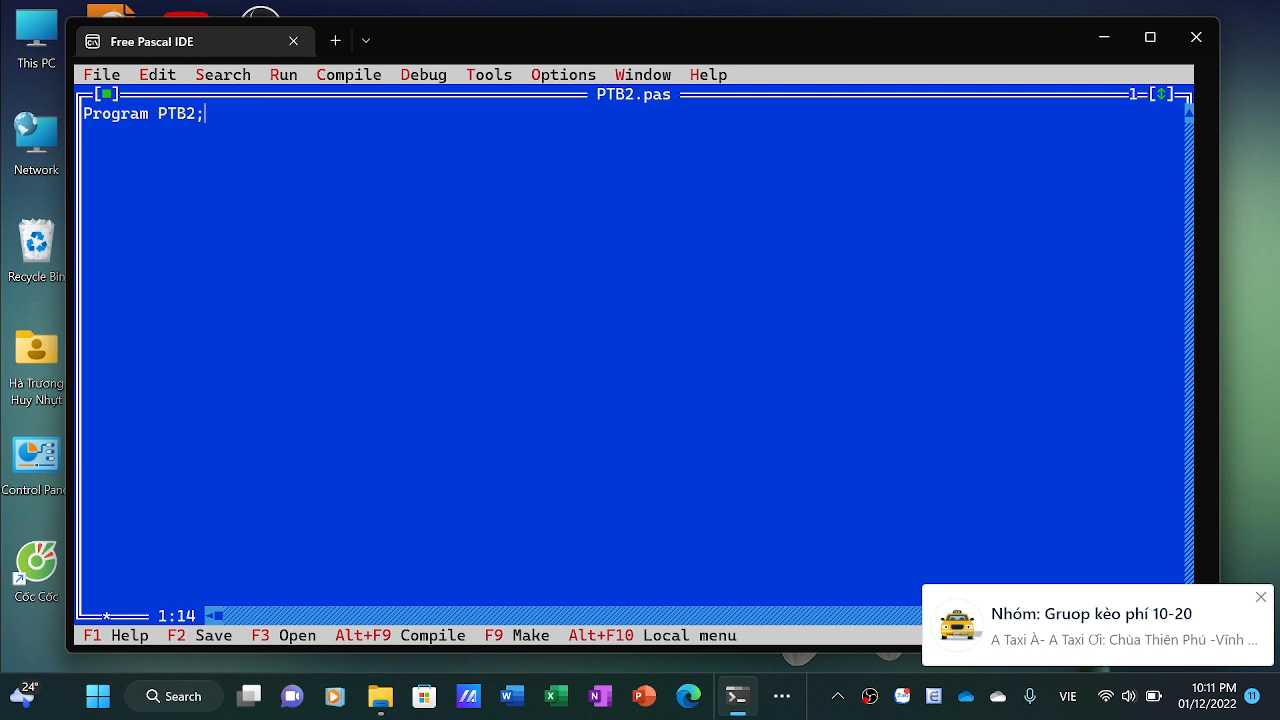 This PC
Network
Recycle Bin
Hà Trương
Huy Nhựt
Control Pan
Cốc Cốc
Free Pascal IDE
File Edit Search Run Compile Debug Tools Options Window Help
PTB2.pas
1
Program PTB2;
* 1:14
F1 Help F2 Save F3 Open Alt+F9 Compile F9 Make Alt+F10 Local menu
Nhóm: Gruop kèo phí 10-20
A Taxi À- A Taxi Ơi: Chùa Thiên Phú -Vĩnh ...
24°
Search
Zalo
VIE
10:11 PM
01/12/2022
11